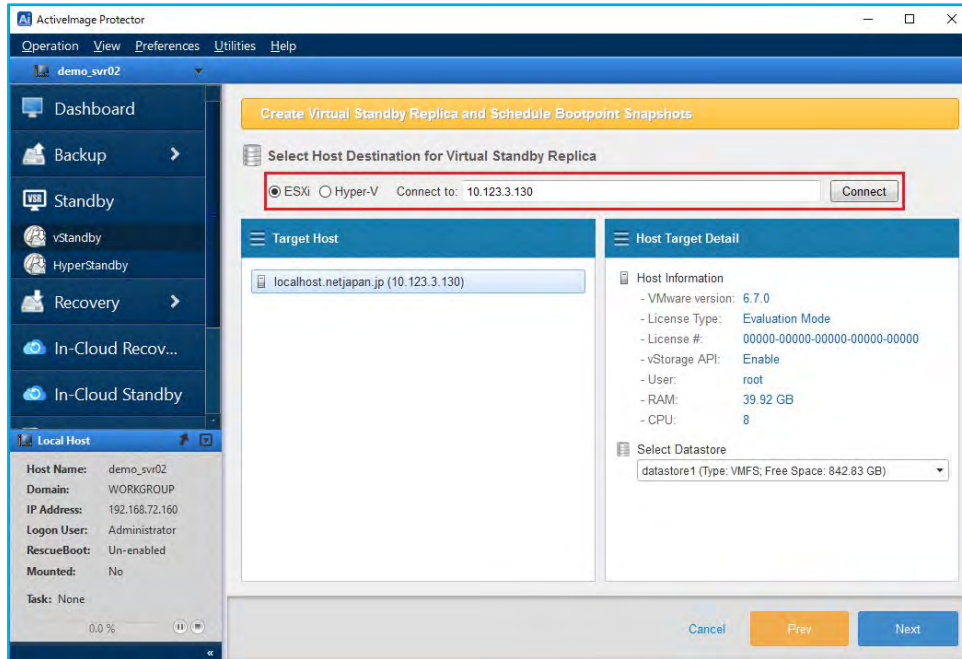 ActiveImage Protector
Operation View Preferences Utilities Help
demo_svr02
Dashboard
Backup
VSB Standby
vStandby
HyperStandby
Recovery
In-Cloud Recov...
In-Cloud Standby
Local Host
Host Name: demo_svr02
Domain: WORKGROUP
IP Address: 192.168.72.160
Logon User: Administrator
RescueBoot: Un-enabled
Mounted: No
Task: None
0.0 %
«
Create Virtual Standby Replica and Schedule Bootpoint Snapshots
Select Host Destination for Virtual Standby Replica
ESXi Hyper-V Connect to: 10.123.3.130 Connect
Target Host
localhost.netjapan.jp (10.123.3.130)
Host Target Detail
Host Information
- VMware version: 6.7.0
- License Type: Evaluation Mode
- License #: 00000-00000-00000-00000-00000
- vStorage API: Enable
- User: root
- RAM: 39.92 GB
- CPU: 8
Select Datastore
datastore1 (Type: VMFS; Free Space: 842.83 GB)
Cancel Prev Next